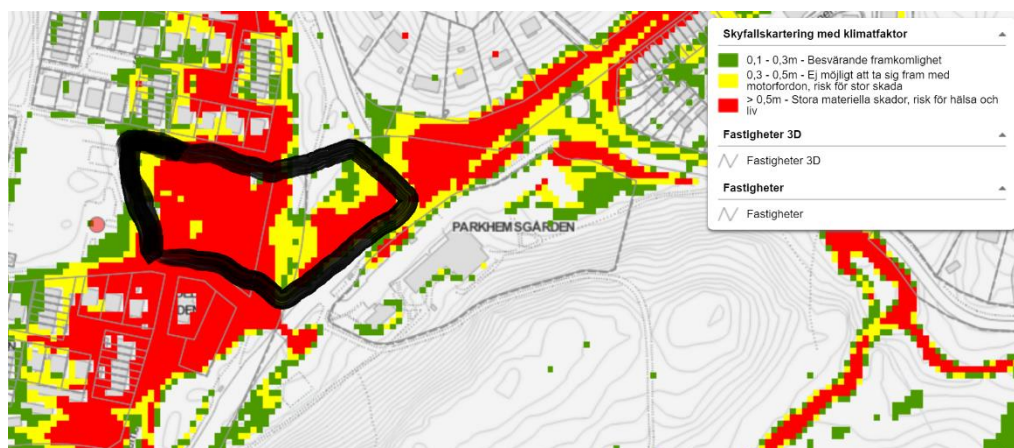 Skyfallskartering med klimatfaktor
0,1 - 0,3m - Besvärande framkomlighet
0,3 - 0,5m - Ej möjligt att ta sig fram med
motorfordon, risk för stor skada
> 0,5m - Stora materiella skador, risk för hälsa och
liv
Fastigheter 3D
Fastigheter 3D
Fastigheter
Fastigheter
PARKHEMSGÅRDEN